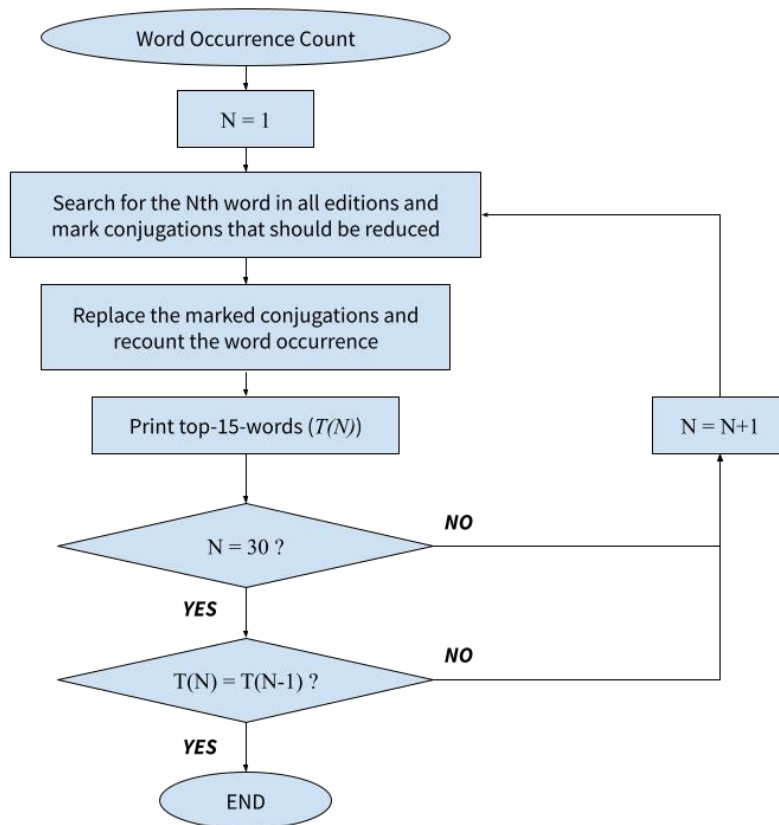 Word Occurrence Count
N = 1
Search for the Nth word in all editions and
mark conjugations that should be reduced
Replace the marked conjugations and
recount the word occurrence
Print top-15-words (T(N))
N = N+1
N = 30 ?
NO
YES
T(N) = T(N-1) ?
NO
YES
END